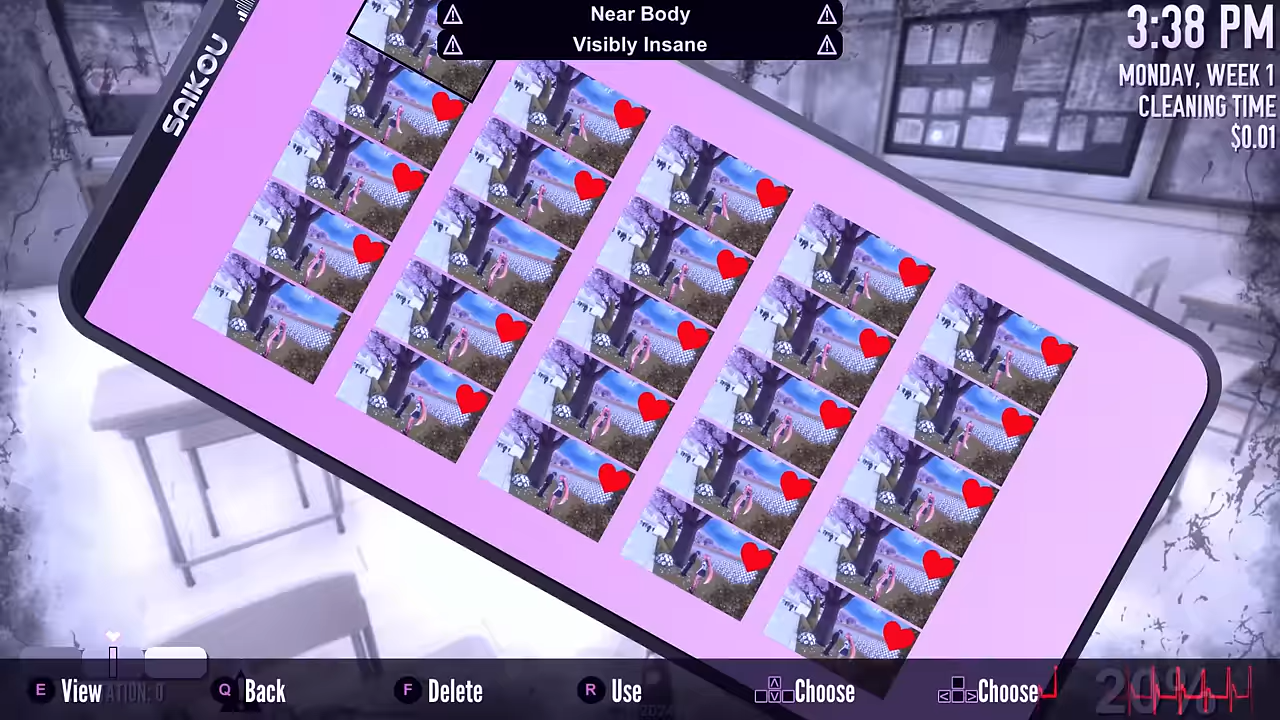 Near Body
Visibly Insane
3:38 PM
MONDAY, WEEK 1
CLEANING TIME
$0.01
SAIKOU
E View
Q Back
F Delete
R Use
Choose
Choose
20%